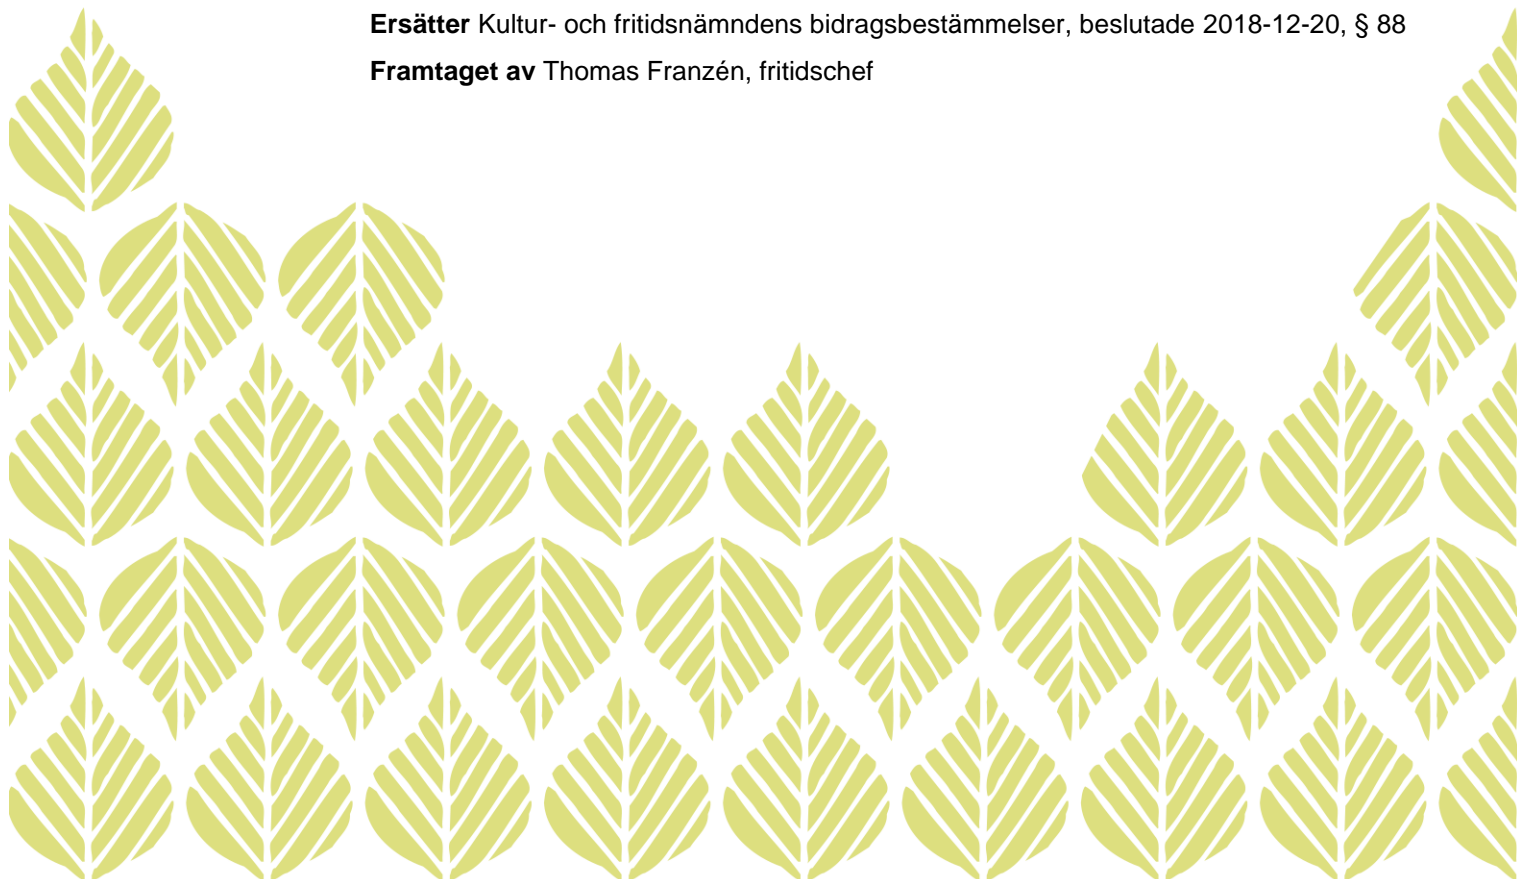 Ersätter Kultur- och fritidsnämndens bidragsbestämmelser, beslutade 2018-12-20, § 88
Framtaget av Thomas Franzén, fritidschef